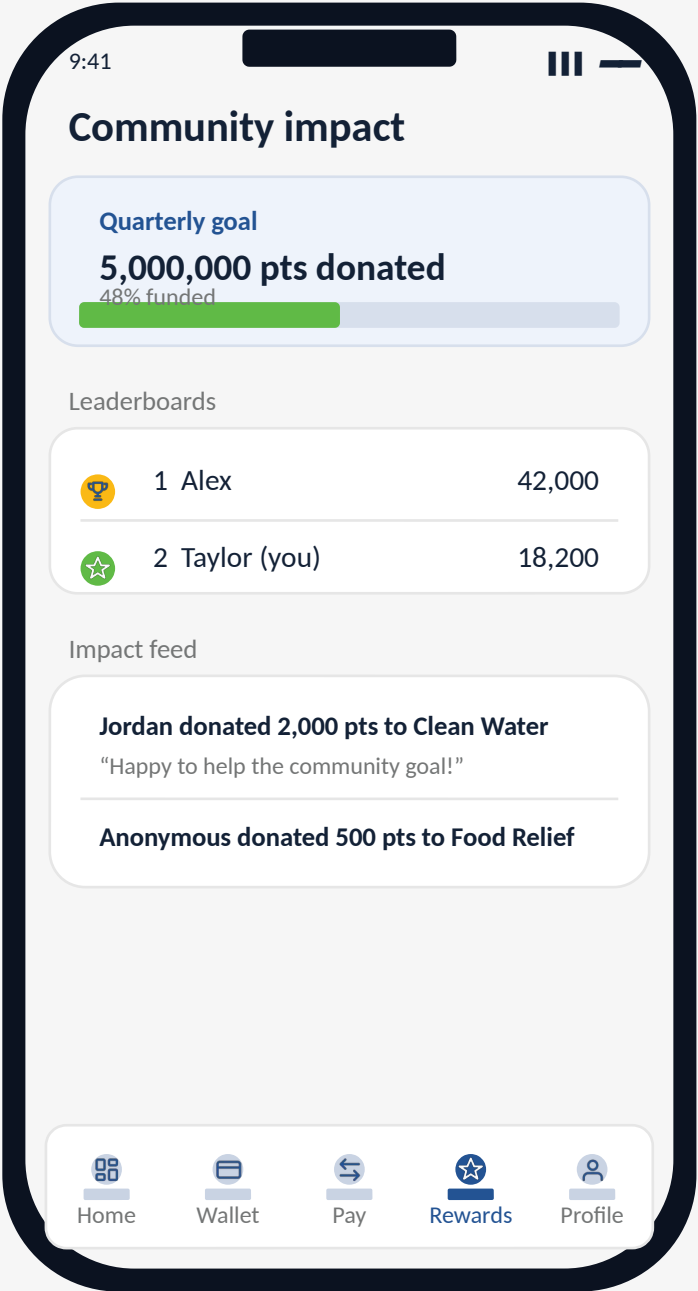 9:41
Community impact
Quarterly goal
5,000,000 pts donated
48% funded
Leaderboards
1 Alex 42,000
2 Taylor (you) 18,200
Impact feed
Jordan donated 2,000 pts to Clean Water
“Happy to help the community goal!”
Anonymous donated 500 pts to Food Relief
Home Wallet Pay Rewards Profile